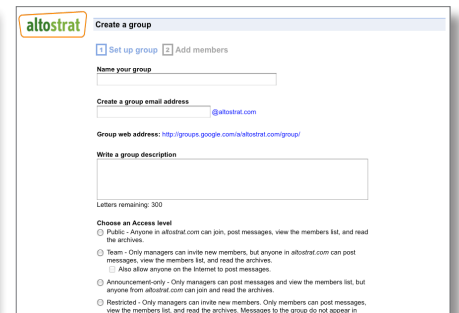 altostrat
Create a group
1 Set up group 2 Add members
Name your group
Create a group email address
@altostrat.com
Group web address: http://groups.google.com/a/altostrat.com/group/
Write a group description
Letters remaining: 300
Choose an Access level
Public - Anyone in altostrat.com can join, post messages, view the members list, and read
the archives.
Team - Only managers can invite new members, but anyone in altostrat.com can post
messages, view the members list, and read the archives.
Also allow anyone on the Internet to post messages.
Announcement-only - Only managers can post messages and view the members list, but
anyone from altostrat.com can join and read the archives.
Restricted - Only managers can invite new members. Only members can post messages,
view the members list, and read the archives. Messages to the group do not appear in